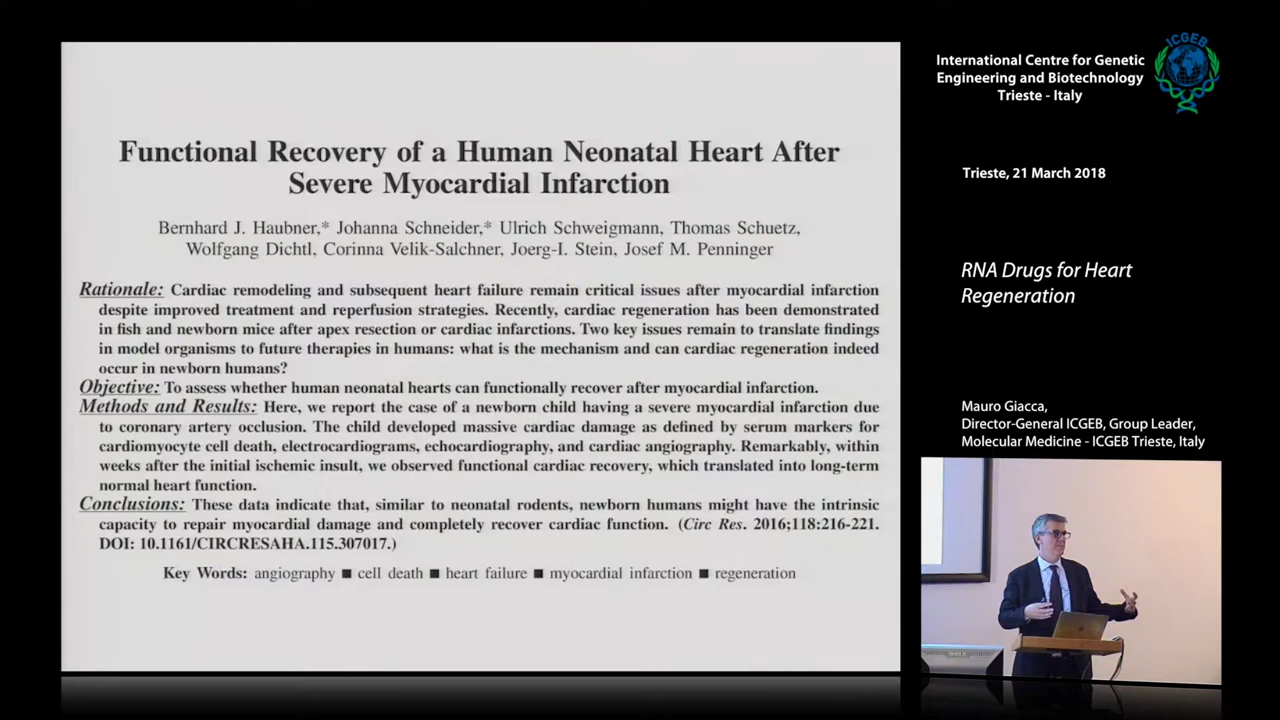 Functional Recovery of a Human Neonatal Heart After
Severe Myocardial Infarction
Bernhard J. Haubner,* Johanna Schneider,* Ulrich Schweigmann, Thomas Schuetz,
Wolfgang Dichtl, Corinna Velik-Salchner, Joerg-I. Stein, Josef M. Penninger
Rationale: Cardiac remodeling and subsequent heart failure remain critical issues after myocardial infarction
despite improved treatment and reperfusion strategies. Recently, cardiac regeneration has been demonstrated
in fish and newborn mice after apex resection or cardiac infarctions. Two key issues remain to translate findings
in model organisms to future therapies in humans: what is the mechanism and can cardiac regeneration indeed
occur in newborn humans?
Objective: To assess whether human neonatal hearts can functionally recover after myocardial infarction.
Methods and Results: Here, we report the case of a newborn child having a severe myocardial infarction due
to coronary artery occlusion. The child developed massive cardiac damage as defined by serum markers for
cardiomyocyte cell death, electrocardiograms, echocardiography, and cardiac angiography. Remarkably, within
weeks after the initial ischemic insult, we observed functional cardiac recovery, which translated into long-term
normal heart function.
Conclusions: These data indicate that, similar to neonatal rodents, newborn humans might have the intrinsic
capacity to repair myocardial damage and completely recover cardiac function. (Circ Res. 2016;118:216-221.
DOI: 10.1161/CIRCRESAHA.115.307017.)
Key Words: angiography ■ cell death ■ heart failure ■ myocardial infarction ■ regeneration
International Centre for Genetic
Engineering and Biotechnology
Trieste - Italy
ICGEB
Trieste, 21 March 2018
RNA Drugs for Heart
Regeneration
Mauro Giacca,
Director-General ICGEB, Group Leader,
Molecular Medicine - ICGEB Trieste, Italy